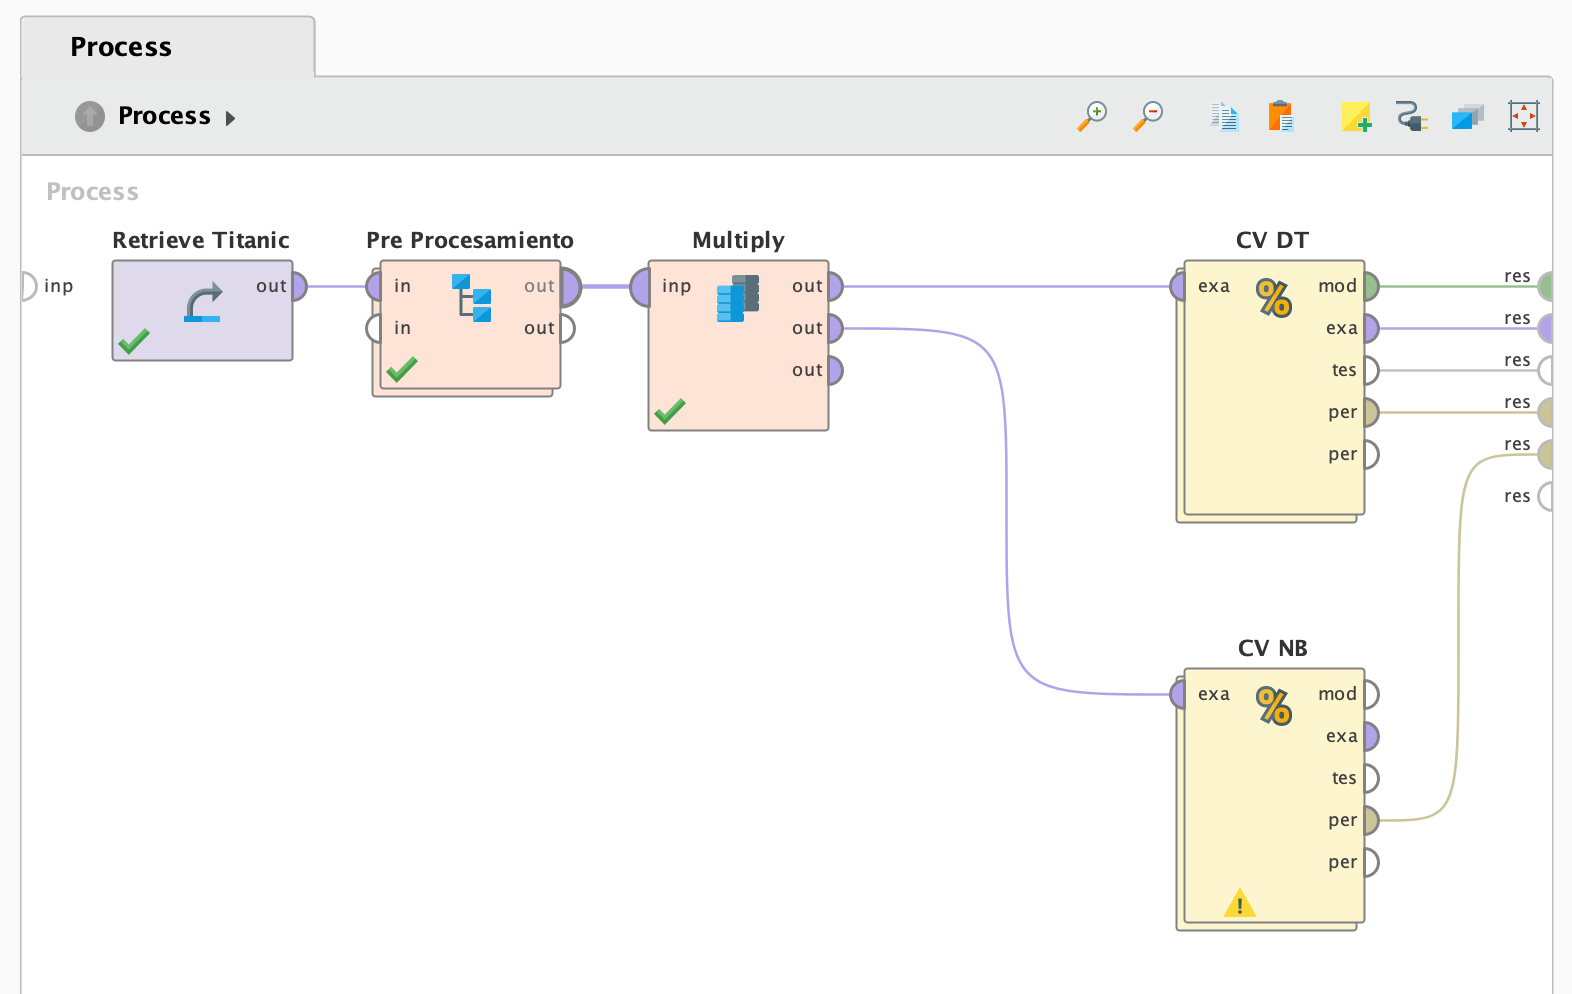 Process
Process
Process
Retrieve Titanic
Pre Procesamiento
Multiply
CV DT
inp
out
in
out
in
out
inp
out
out
out
exa
mod
exa
tes
per
per
res
res
res
res
res
res
CV NB
exa
mod
exa
tes
per
per